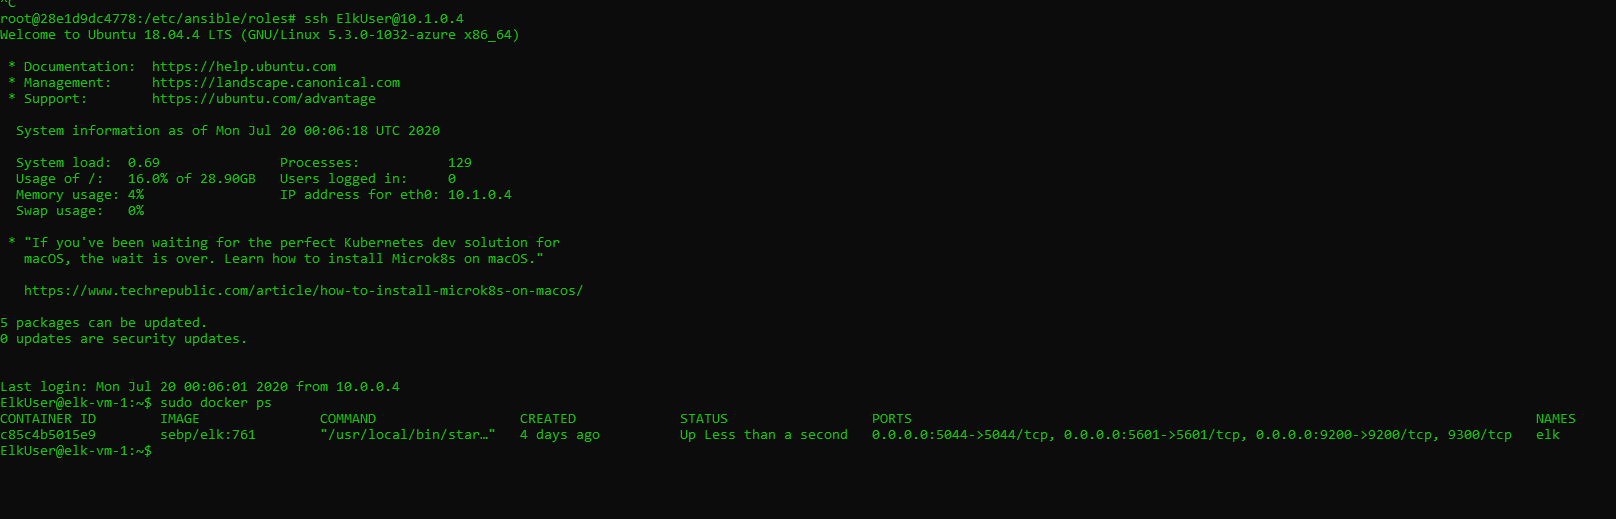 ^C
root@28e1d9dc4778:/etc/ansible/roles# ssh ElkUser@10.1.0.4
Welcome to Ubuntu 18.04.4 LTS (GNU/Linux 5.3.0-1032-azure x86_64)
 * Documentation:  https://help.ubuntu.com
 * Management:     https://landscape.canonical.com
 * Support:        https://ubuntu.com/advantage
  System information as of Mon Jul 20 00:06:18 UTC 2020
  System load:  0.69               Processes:           129
  Usage of /:   16.0% of 28.90GB   Users logged in:     0
  Memory usage: 4%                 IP address for eth0: 10.1.0.4
  Swap usage:   0%
 * "If you've been waiting for the perfect Kubernetes dev solution for
   macOS, the wait is over. Learn how to install Microk8s on macOS."
   https://www.techrepublic.com/article/how-to-install-microk8s-on-macos/
5 packages can be updated.
0 updates are security updates.
Last login: Mon Jul 20 00:06:01 2020 from 10.0.0.4
ElkUser@elk-vm-1:~$ sudo docker ps
CONTAINER ID        IMAGE               COMMAND                  CREATED             STATUS                  PORTS                                                                              NAMES
c85c4b5015e9        sebp/elk:761        "/usr/local/bin/star…"   4 days ago          Up Less than a second   0.0.0.0:5044->5044/tcp, 0.0.0.0:5601->5601/tcp, 0.0.0.0:9200->9200/tcp, 9300/tcp   elk
ElkUser@elk-vm-1:~$